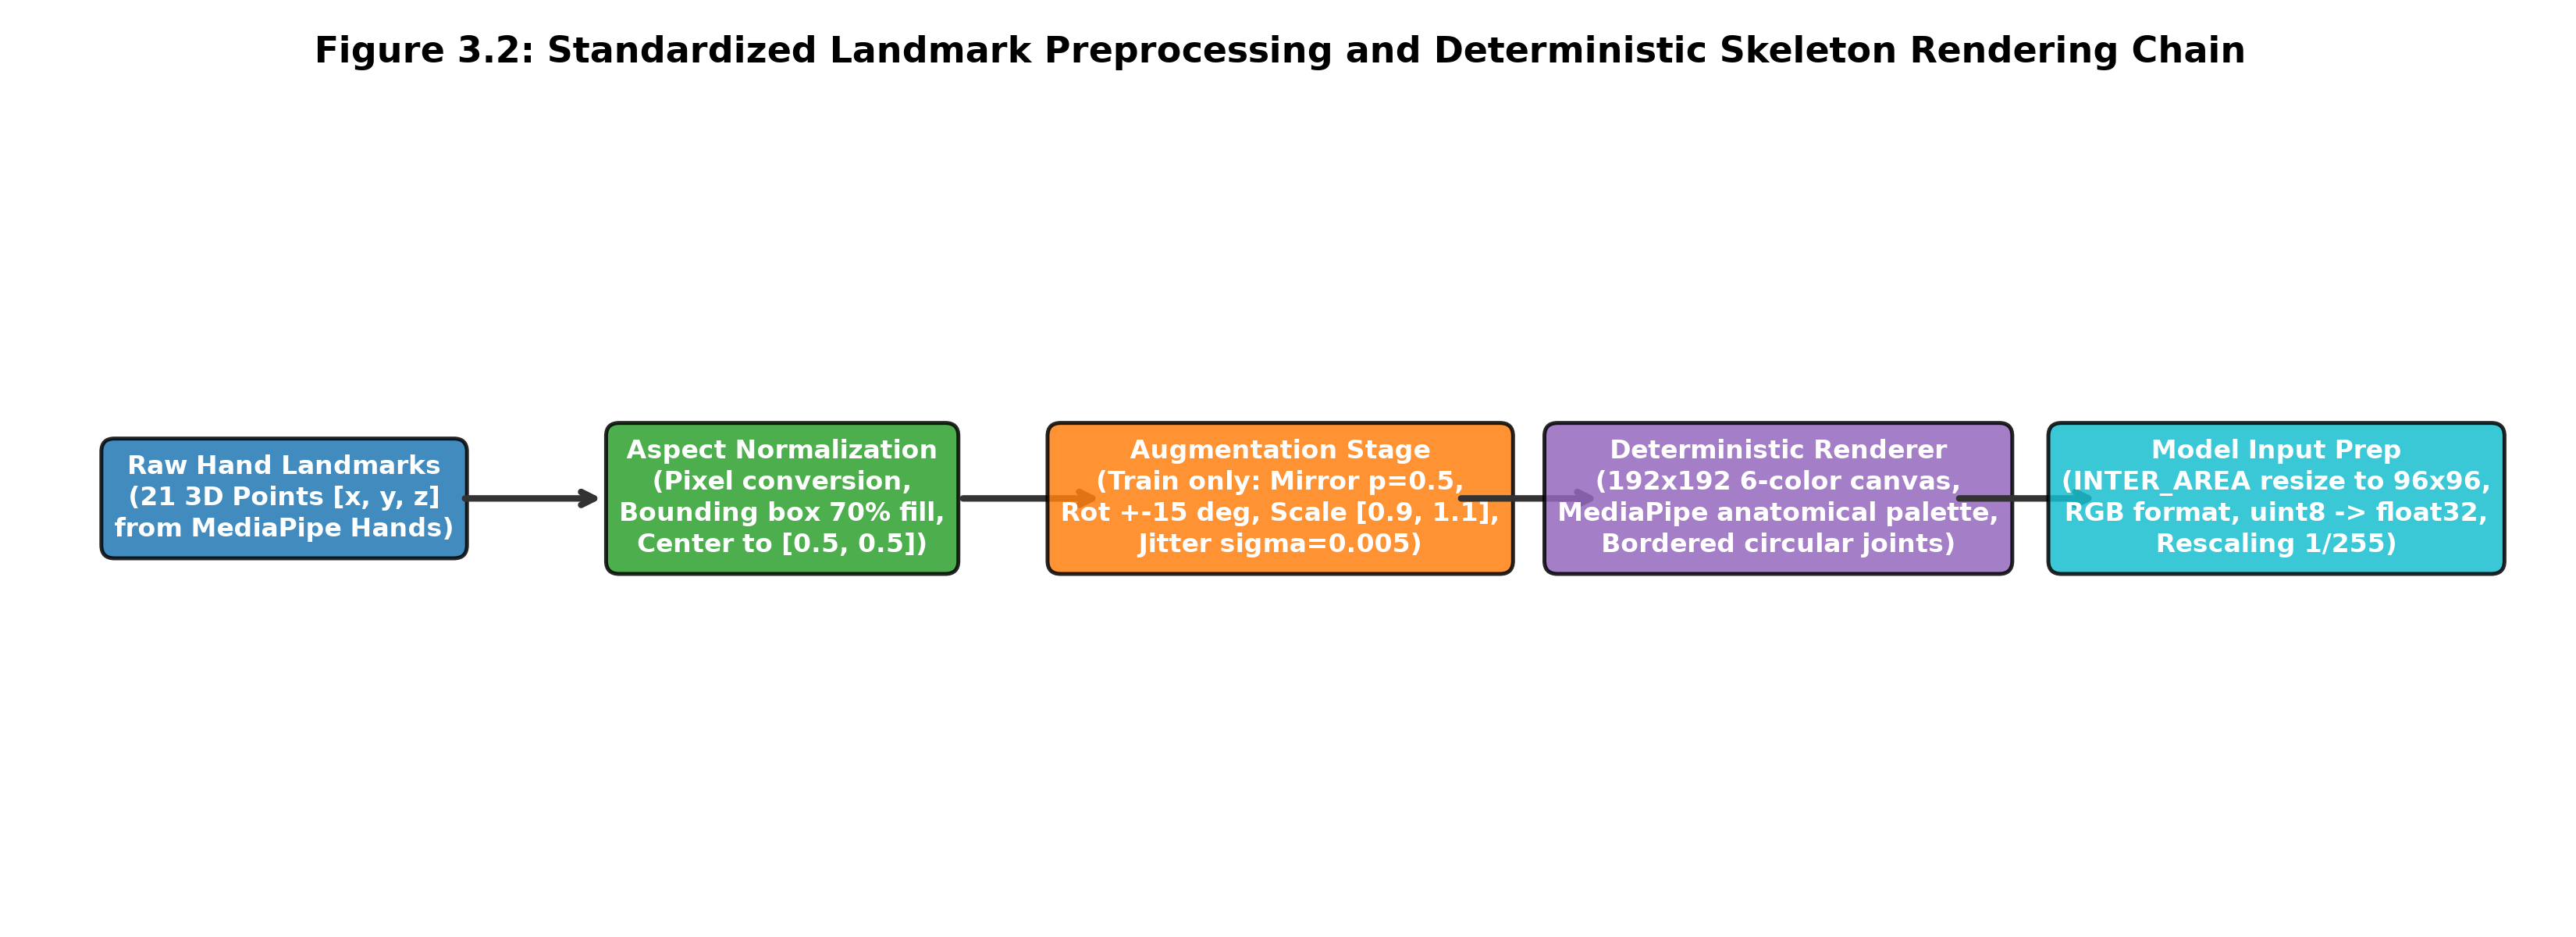 Figure 3.2: Standardized Landmark Preprocessing and Deterministic Skeleton Rendering Chain
Raw Hand Landmarks
(21 3D Points [x, y, z]
from MediaPipe Hands)
Aspect Normalization
(Pixel conversion,
Bounding box 70% fill,
Center to [0.5, 0.5])
Augmentation Stage
(Train only: Mirror p=0.5,
Rot +-15 deg, Scale [0.9, 1.1],
Jitter sigma=0.005)
Deterministic Renderer
(192x192 6-color canvas,
MediaPipe anatomical palette,
Bordered circular joints)
Model Input Prep
(INTER_AREA resize to 96x96,
RGB format, uint8 -> float32,
Rescaling 1/255)